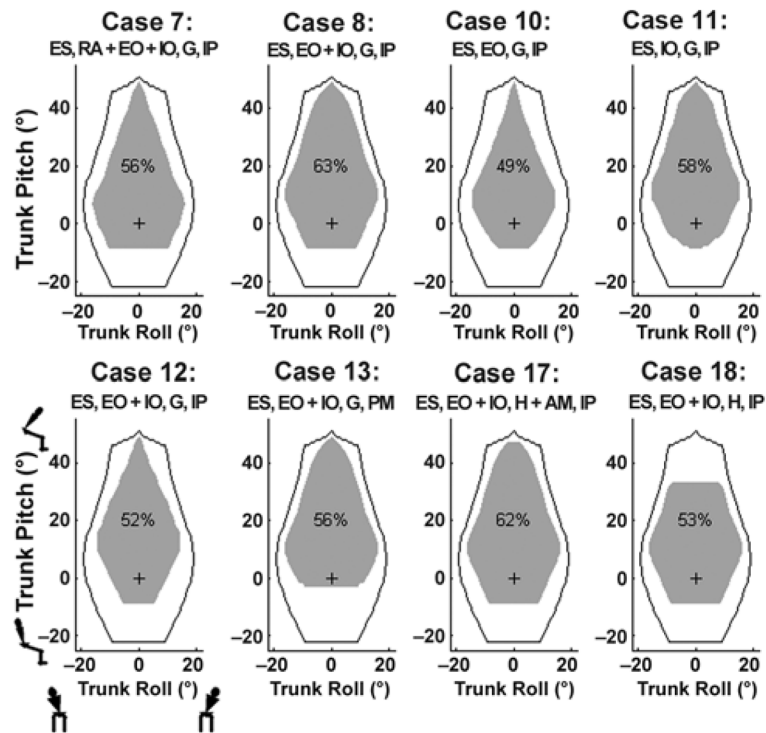 Case 7: Case 8: Case 10: Case 11:
ES, RA + EO + IO, G, IP ES, EO + IO, G, IP ES, EO, G, IP ES, IO, G, IP
Trunk Pitch (°)
40 40 40 40
20 20 20 20
56% 63% 49% 58%
0 0 0 0
–20 –20 –20 –20
–20 0 20 –20 0 20 –20 0 20 –20 0 20
Trunk Roll (°) Trunk Roll (°) Trunk Roll (°) Trunk Roll (°)
Case 12: Case 13: Case 17: Case 18:
ES, EO + IO, G, IP ES, EO + IO, G, PM ES, EO + IO, H + AM, IP ES, EO + IO, H, IP
Trunk Pitch (°)
40 40 40 40
20 20 20 20
52% 56% 62% 53%
0 0 0 0
–20 –20 –20 –20
–20 0 20 –20 0 20 –20 0 20 –20 0 20
Trunk Roll (°) Trunk Roll (°) Trunk Roll (°) Trunk Roll (°)